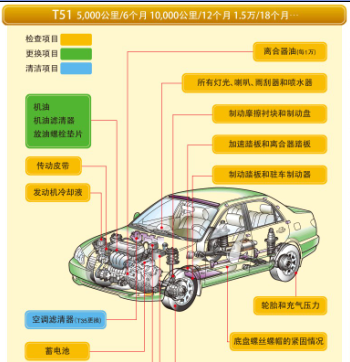 T51 5,000公里/6个月 10,000公里/12个月 1.5万/18个月…
检查项目
更换项目
清洁项目
离合器油(每1万)
所有灯光、喇叭、雨刮器和喷水器
机油
机油滤清器
放油螺栓垫片
制动摩擦衬块和制动盘
加速踏板和离合器踏板
传动皮带
制动踏板和驻车制动器
发动机冷却液
轮胎和充气压力
空调滤清器(T35更换)
底盘螺丝螺帽的紧固情况
蓄电池